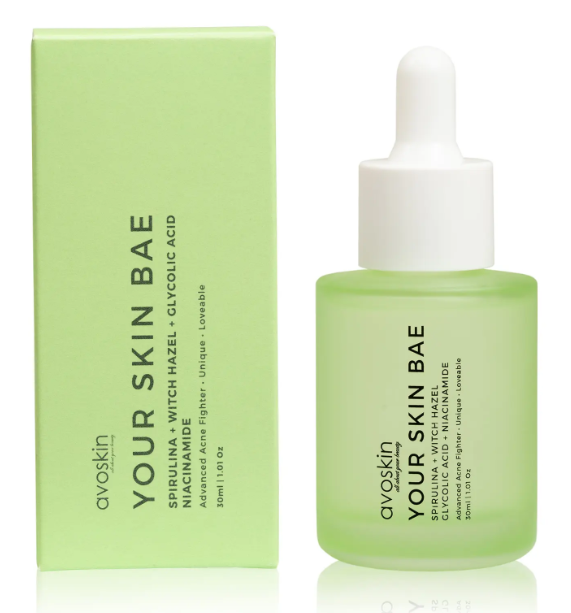 avoskin
all about your beauty
YOUR SKIN BAE
SPIRULINA + WITCH HAZEL + GLYCOLIC ACID
NIACINAMIDE
Advanced Acne Fighter • Unique • Loveable
30ml | 1.01 Oz
avoskin
all about your beauty
YOUR SKIN BAE
SPIRULINA + WITCH HAZEL
GLYCOLIC ACID + NIACINAMIDE
Advanced Acne Fighter • Unique • Loveable
30ml | 1.01 Oz